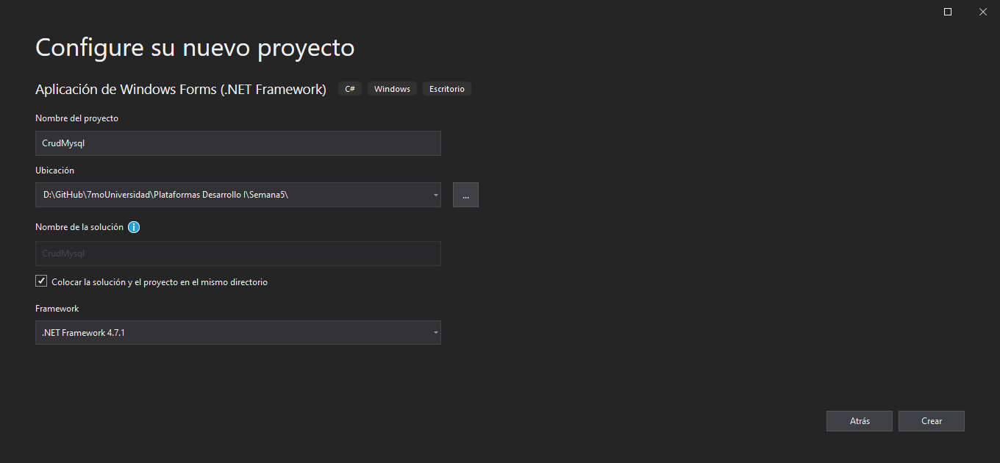 Configure su nuevo proyecto
Aplicación de Windows Forms (.NET Framework) C# Windows Escritorio
Nombre del proyecto
CrudMysql
Ubicación
D:\GitHub\7moUniversidad\Plataformas Desarrollo I\Semana5\ ...
Nombre de la solución i
CrudMysql
Colocar la solución y el proyecto en el mismo directorio
Framework
.NET Framework 4.7.1
Atrás Crear